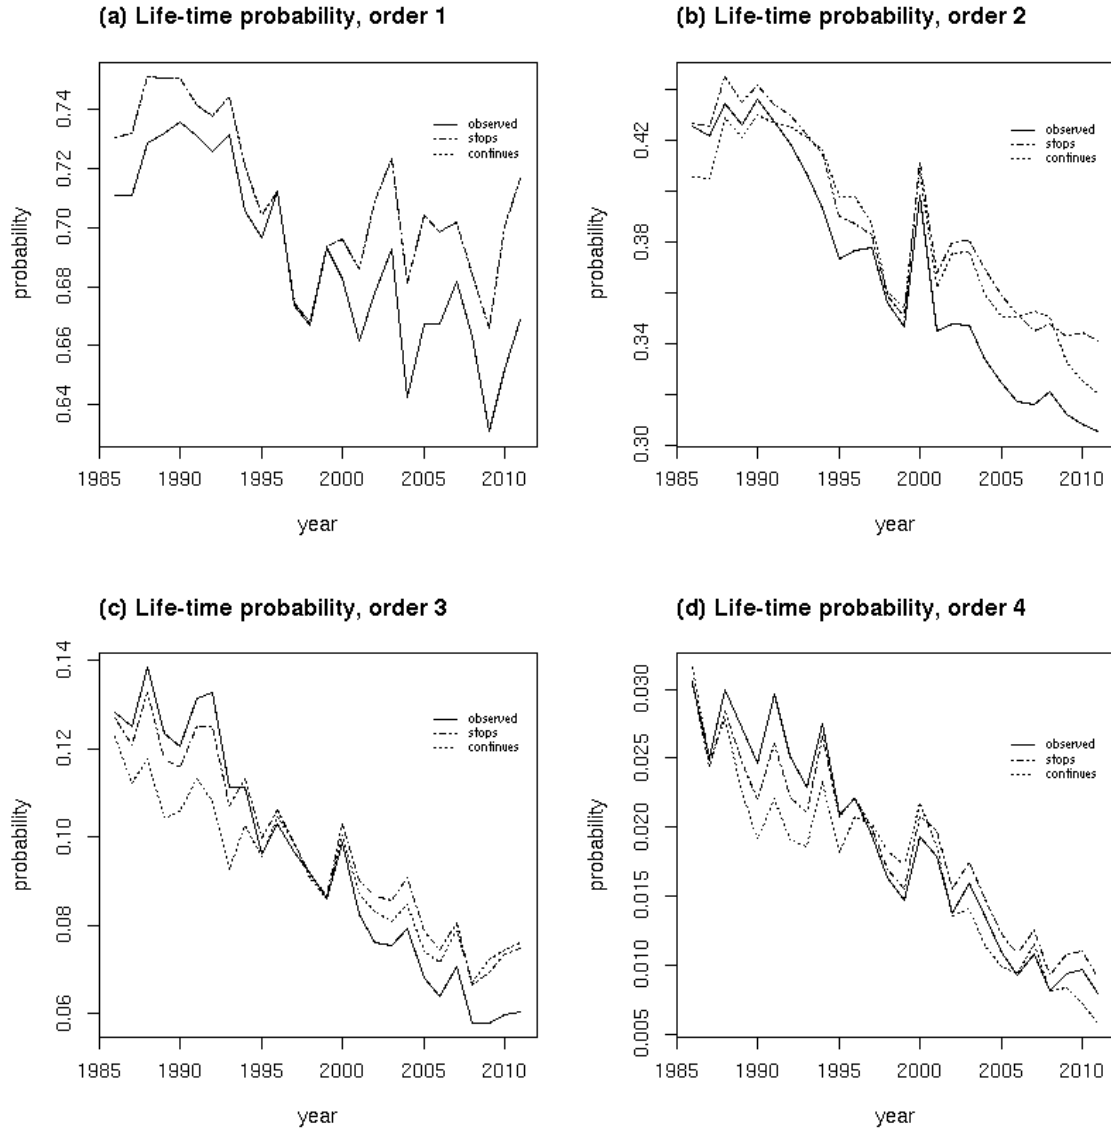 (a) Life-time probability, order 1
probability
0.74
0.72
0.70
0.68
0.66
0.64
observed
stops
continues
1985 1990 1995 2000 2005 2010
year
(b) Life-time probability, order 2
probability
0.42
0.38
0.34
0.30
observed
stops
continues
1985 1990 1995 2000 2005 2010
year
(c) Life-time probability, order 3
probability
0.14
0.12
0.10
0.08
0.06
observed
stops
continues
1985 1990 1995 2000 2005 2010
year
(d) Life-time probability, order 4
probability
0.030
0.025
0.020
0.015
0.010
0.005
observed
stops
continues
1985 1990 1995 2000 2005 2010
year